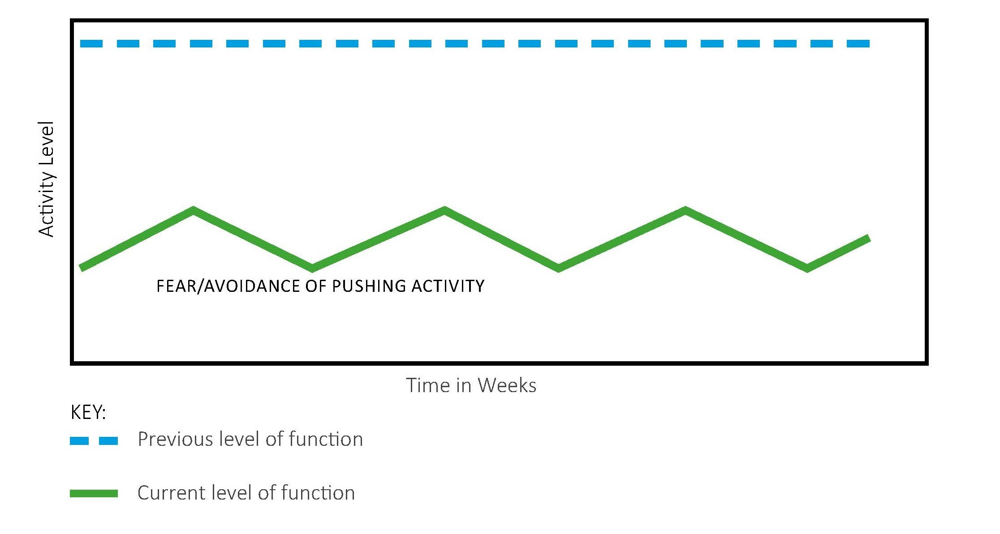 Activity Level
FEAR/AVOIDANCE OF PUSHING ACTIVITY
Time in Weeks
KEY:
Previous level of function
Current level of function